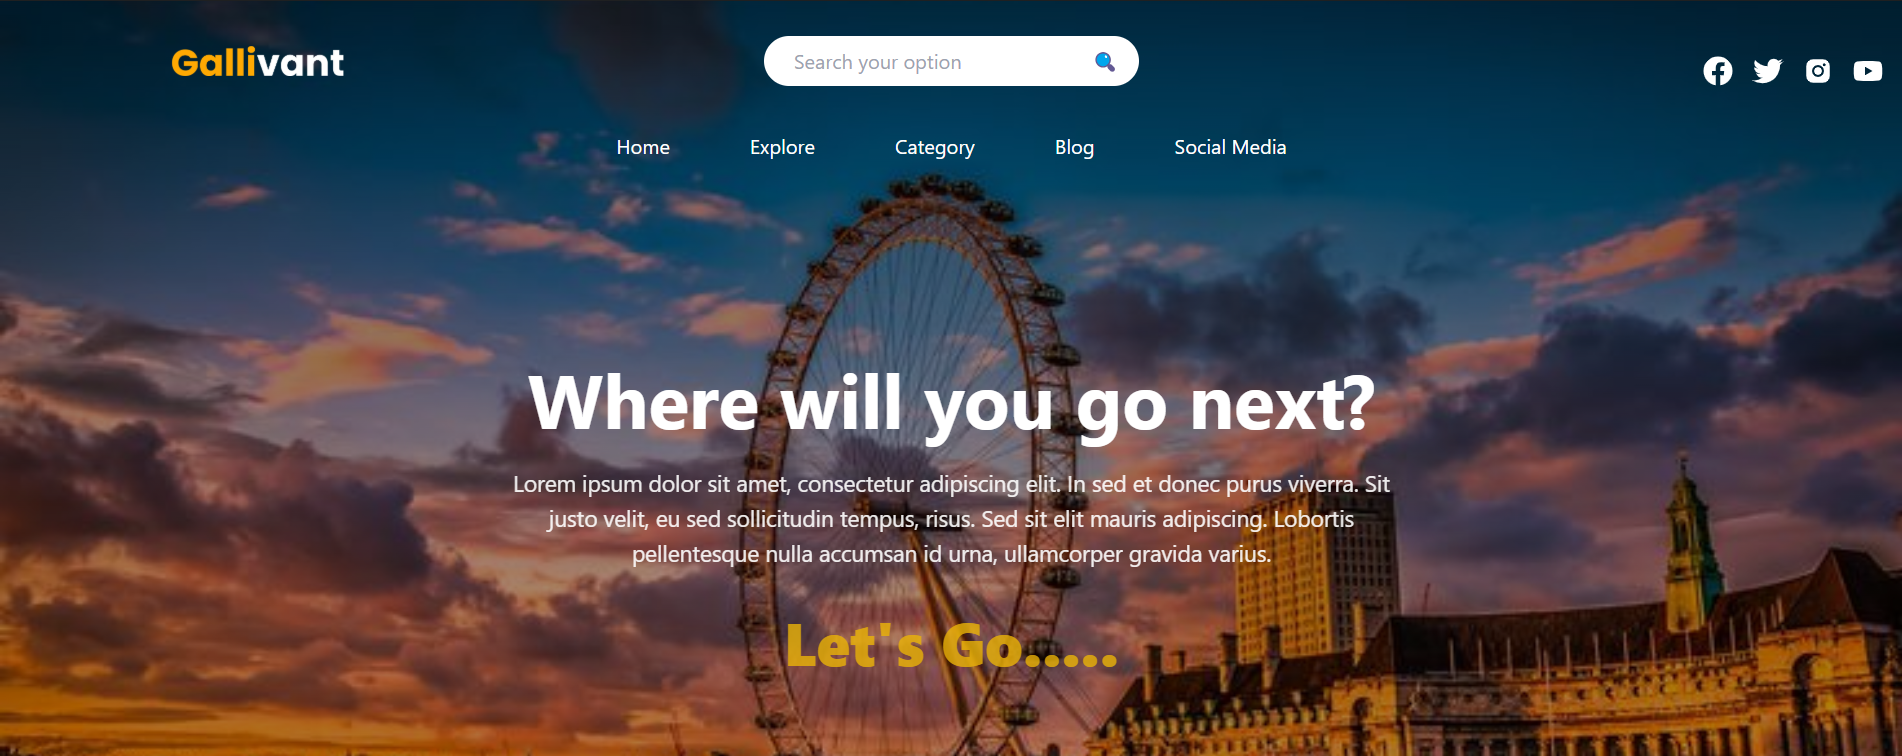 Gallivant
Search your option
Home Explore Category Blog Social Media
Where will you go next?
Lorem ipsum dolor sit amet, consectetur adipiscing elit. In sed et donec purus viverra. Sit
justo velit, eu sed sollicitudin tempus, risus. Sed sit elit mauris adipiscing. Lobortis
pellentesque nulla accumsan id urna, ullamcorper gravida varius.
Let's Go.....